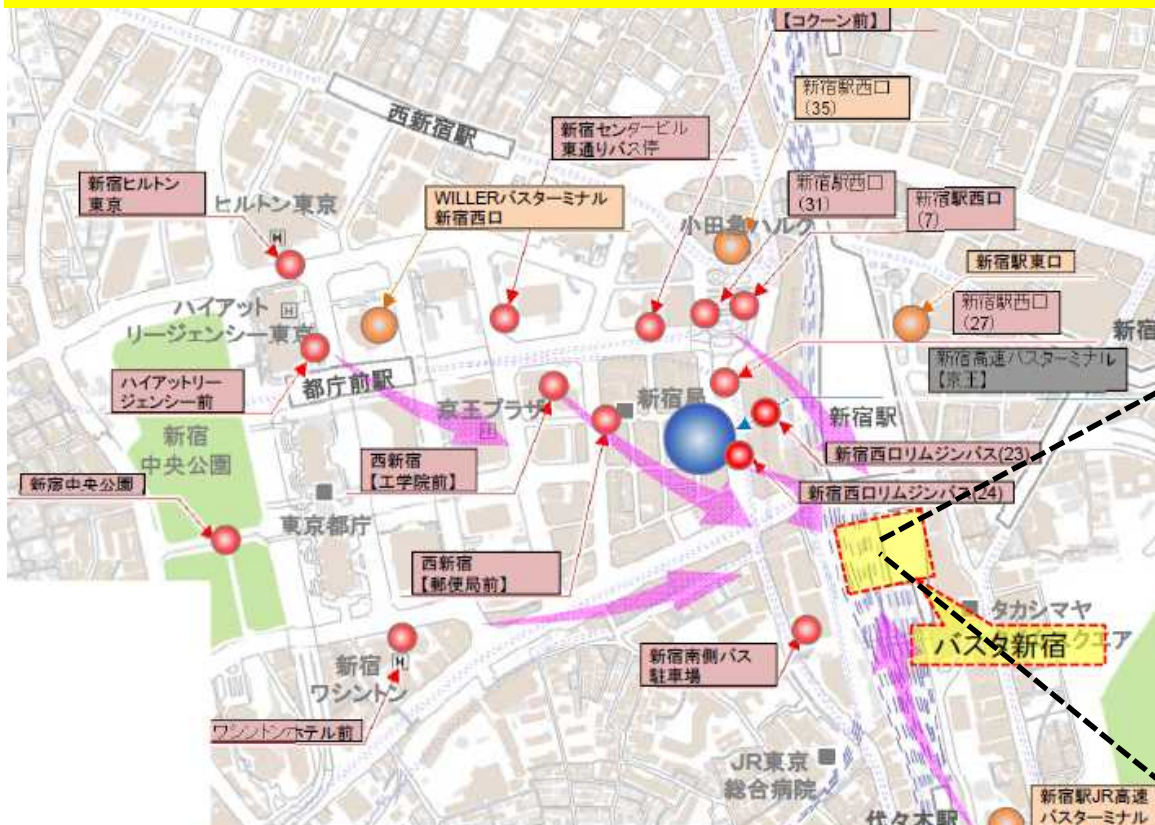 【コクーン前】
新宿駅西口
(35)
西新宿駅
新宿センタービル
東通りバス停
新宿ヒルトン
東京
ヒルトン東京
WILLERバスターミナル
新宿西口
新宿駅西口
(31)
新宿駅西口
(7)
小田急ハルク
新宿駅東口
ハイアット
リージェンシー東京
新宿駅西口
(27)
新宿
新宿高速バスターミナル
【京王】
ハイアットリー
ジェンシー前
都庁前駅
京王プラザ
新宿局
新宿駅
新宿
中央公園
西新宿
【工学院前】
新宿西口リムジンバス(23)
新宿中央公園
新宿西口リムジンバス(24)
東京都庁
西新宿
【郵便局前】
タカシマヤ
スクエア
バスタ新宿
新宿
ワシントン
新宿南側バス
駐車場
ワシントンホテル前
JR東京
総合病院
代々木駅
新宿駅JR高速
バスターミナル